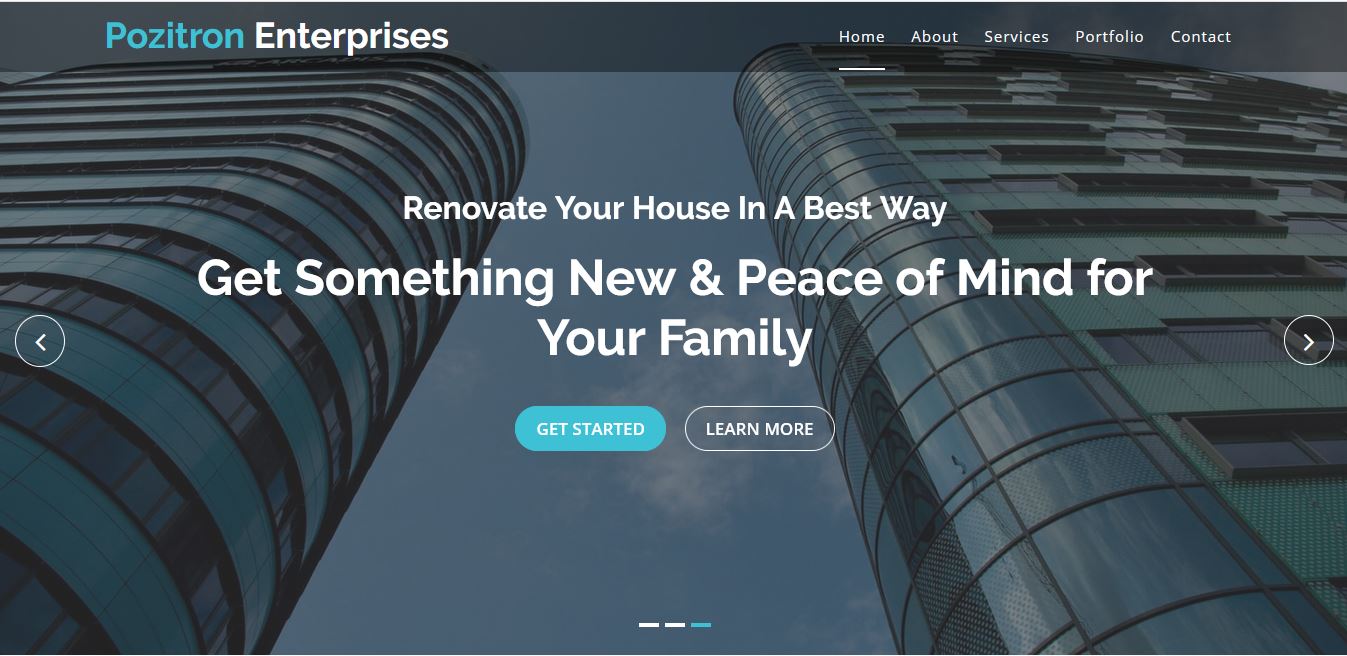 Pozitron Enterprises
Home About Services Portfolio Contact
Renovate Your House In A Best Way
Get Something New & Peace of Mind for
Your Family
GET STARTED LEARN MORE